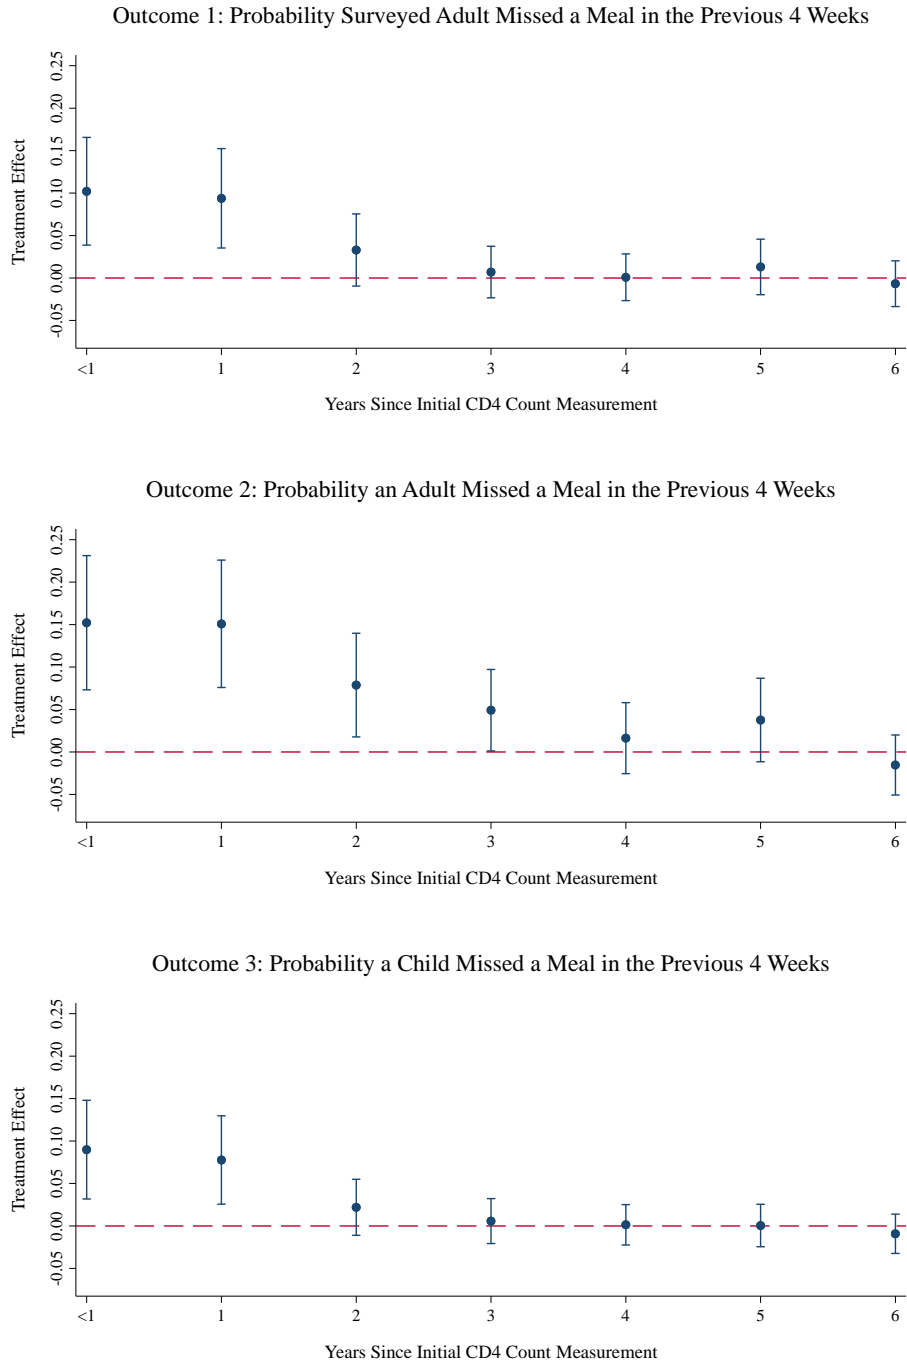 Outcome 1: Probability Surveyed Adult Missed a Meal in the Previous 4 Weeks
Treatment Effect
0.25
0.20
0.15
0.10
0.05
0.00
-0.05
<1 1 2 3 4 5 6
Years Since Initial CD4 Count Measurement
Outcome 2: Probability an Adult Missed a Meal in the Previous 4 Weeks
Treatment Effect
0.25
0.20
0.15
0.10
0.05
0.00
-0.05
<1 1 2 3 4 5 6
Years Since Initial CD4 Count Measurement
Outcome 3: Probability a Child Missed a Meal in the Previous 4 Weeks
Treatment Effect
0.25
0.20
0.15
0.10
0.05
0.00
-0.05
<1 1 2 3 4 5 6
Years Since Initial CD4 Count Measurement